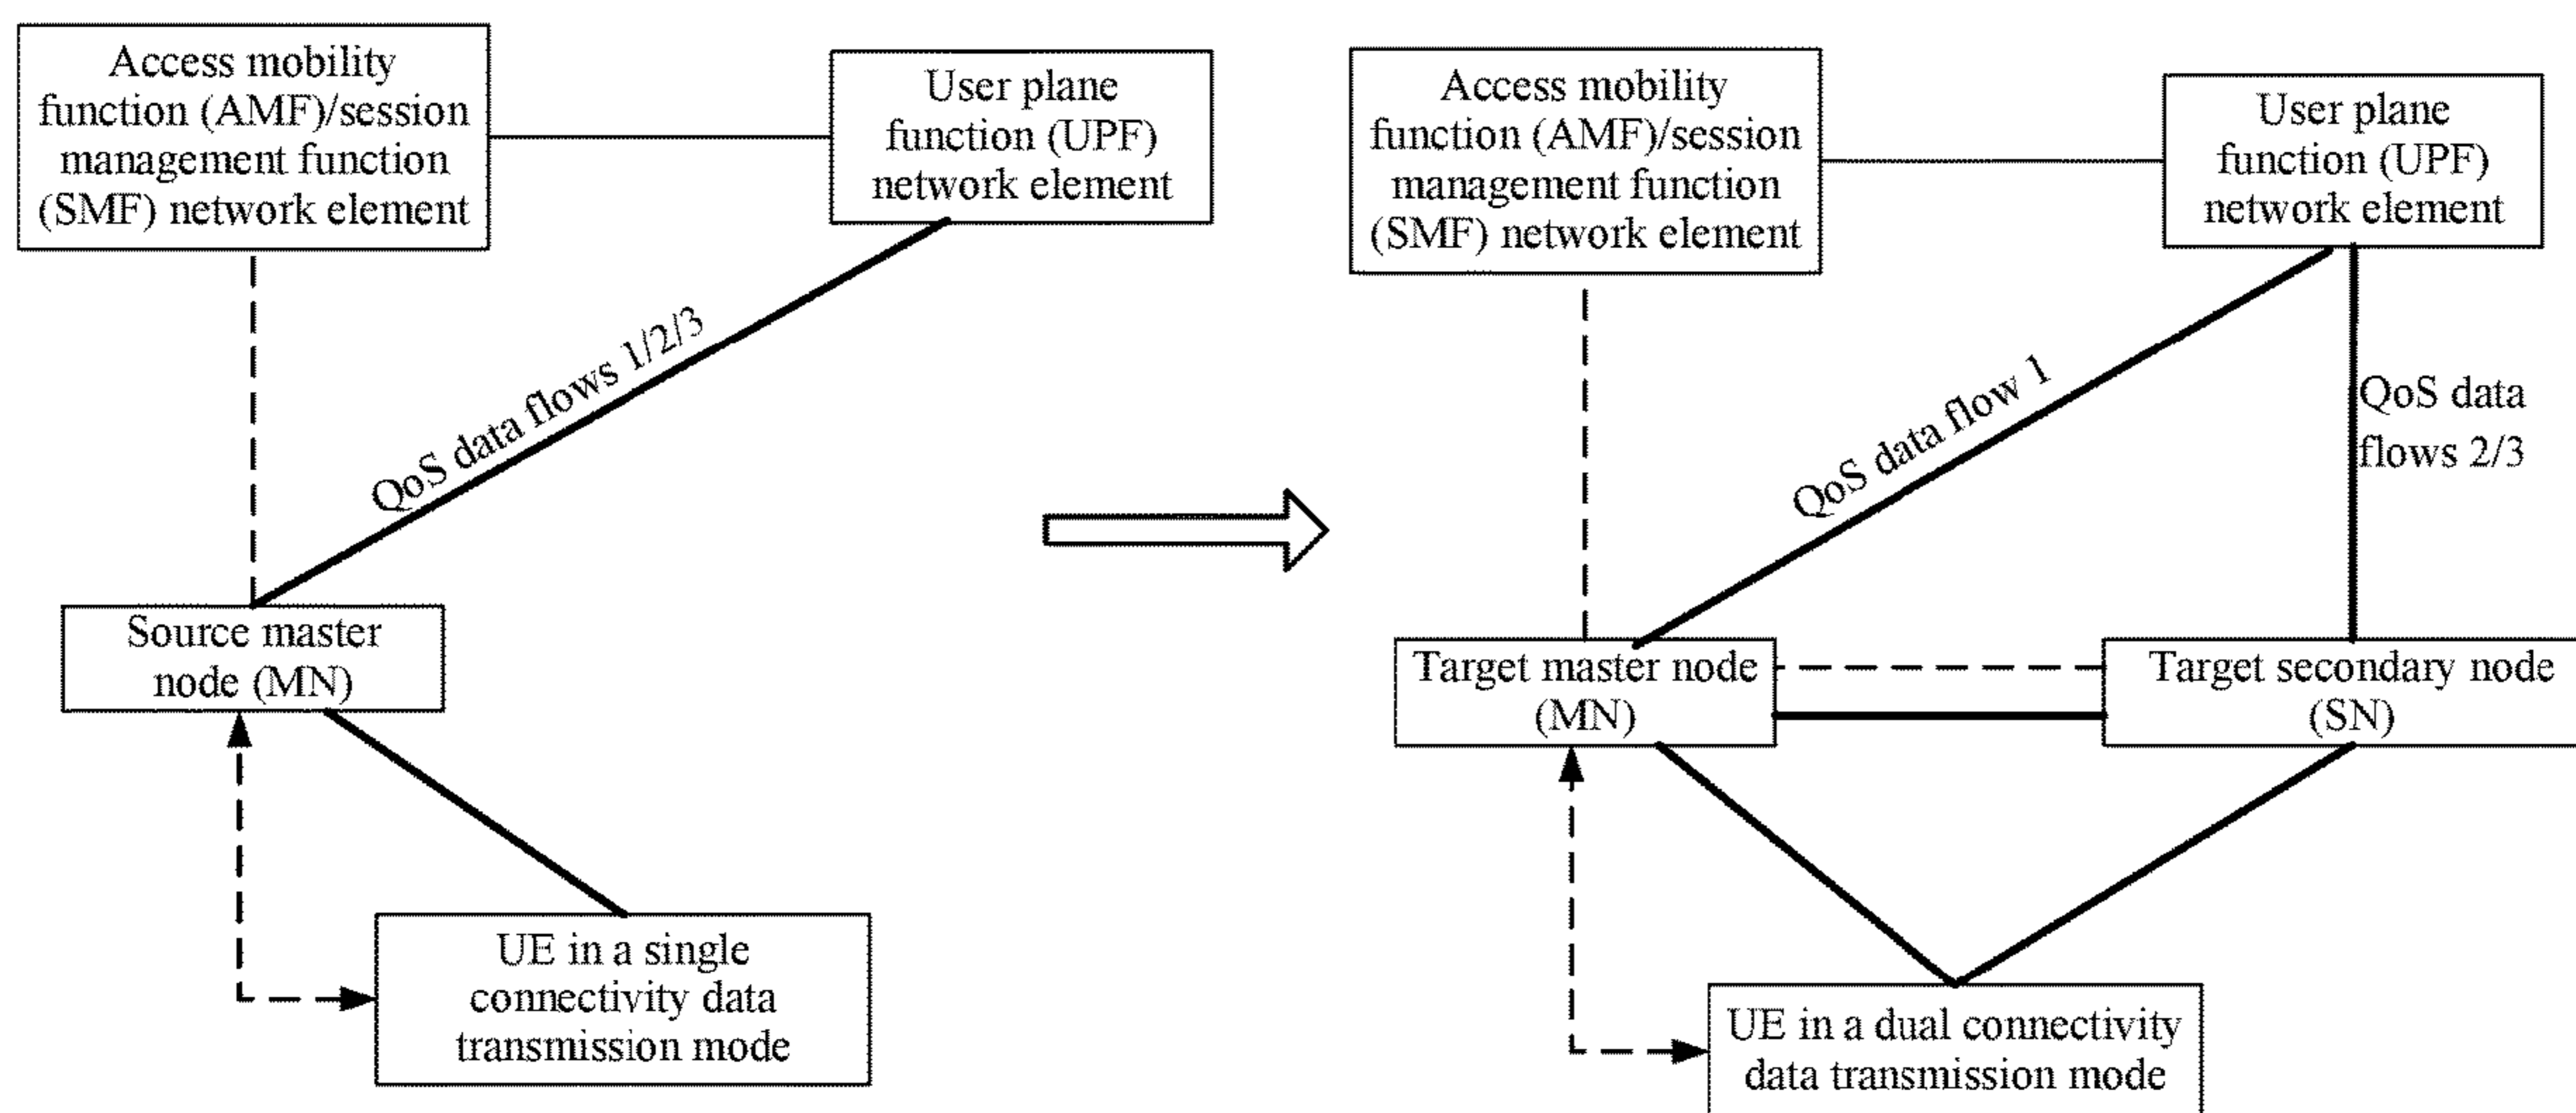 Access mobility
function (AMF)/session
management function
(SMF) network element
User plane
function (UPF)
network element
QoS data flows 1/2/3
Source master
node (MN)
UE in a single
connectivity data
transmission mode
Access mobility
function (AMF)/session
management function
(SMF) network element
User plane
function (UPF)
network element
QoS data flow 1
QoS data
flows 2/3
Target master node
(MN)
Target secondary node
(SN)
UE in a dual connectivity
data transmission mode